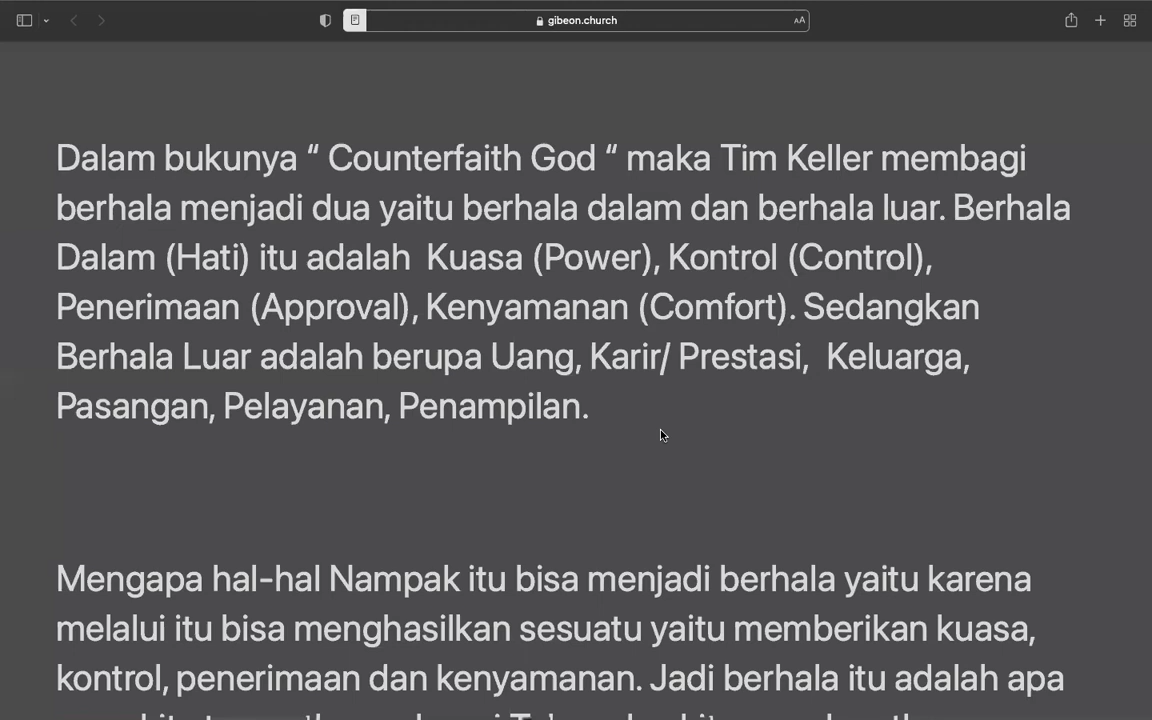 gibeon.church
AA
Dalam bukunya “ Counterfaith God “ maka Tim Keller membagi
berhala menjadi dua yaitu berhala dalam dan berhala luar. Berhala
Dalam (Hati) itu adalah  Kuasa (Power), Kontrol (Control),
Penerimaan (Approval), Kenyamanan (Comfort). Sedangkan
Berhala Luar adalah berupa Uang, Karir/ Prestasi,  Keluarga,
Pasangan, Pelayanan, Penampilan.
Mengapa hal-hal Nampak itu bisa menjadi berhala yaitu karena
melalui itu bisa menghasilkan sesuatu yaitu memberikan kuasa,
kontrol, penerimaan dan kenyamanan. Jadi berhala itu adalah apa